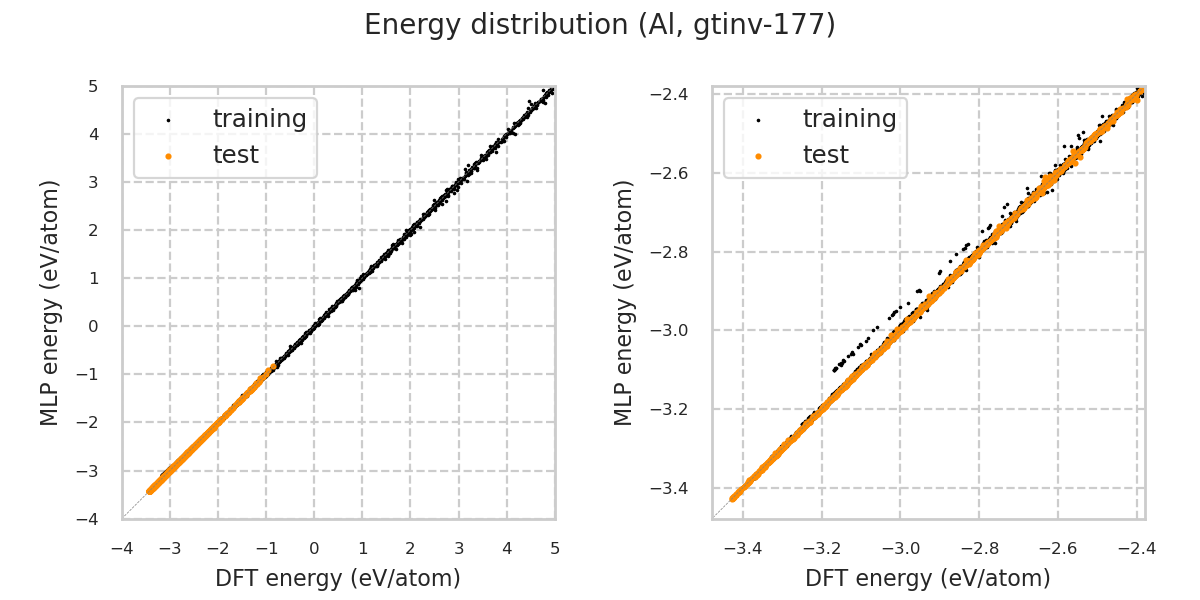 Energy distribution (Al, gtinv-177)
training
test
5
4
3
2
1
0
−1
−2
−3
−4
−4 −3 −2 −1 0 1 2 3 4 5
MLP energy (eV/atom)
DFT energy (eV/atom)
training
test
−2.4
−2.6
−2.8
−3.0
−3.2
−3.4
−3.4 −3.2 −3.0 −2.8 −2.6 −2.4
MLP energy (eV/atom)
DFT energy (eV/atom)